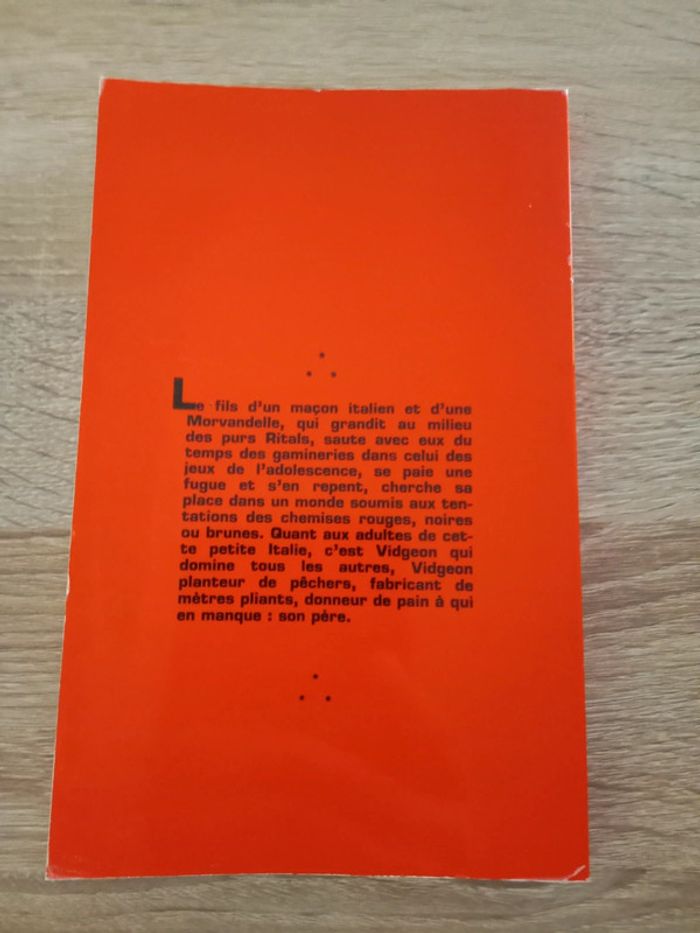 Le fils d'un maçon italien et d'une
Morvandelle, qui grandit au milieu
des purs Ritals, saute avec eux du
temps des gamineries dans celui des
jeux de l'adolescence, se paie une
fugue et s'en repent, cherche sa
place dans un monde soumis aux ten-
tations des chemises rouges, noires
ou brunes. Quant aux adultes de cet-
te petite Italie, c'est Vidgeon qui
domine tous les autres, Vidgeon
planteur de pêchers, fabricant de
mètres pliants, donneur de pain à qui
en manque : son père.